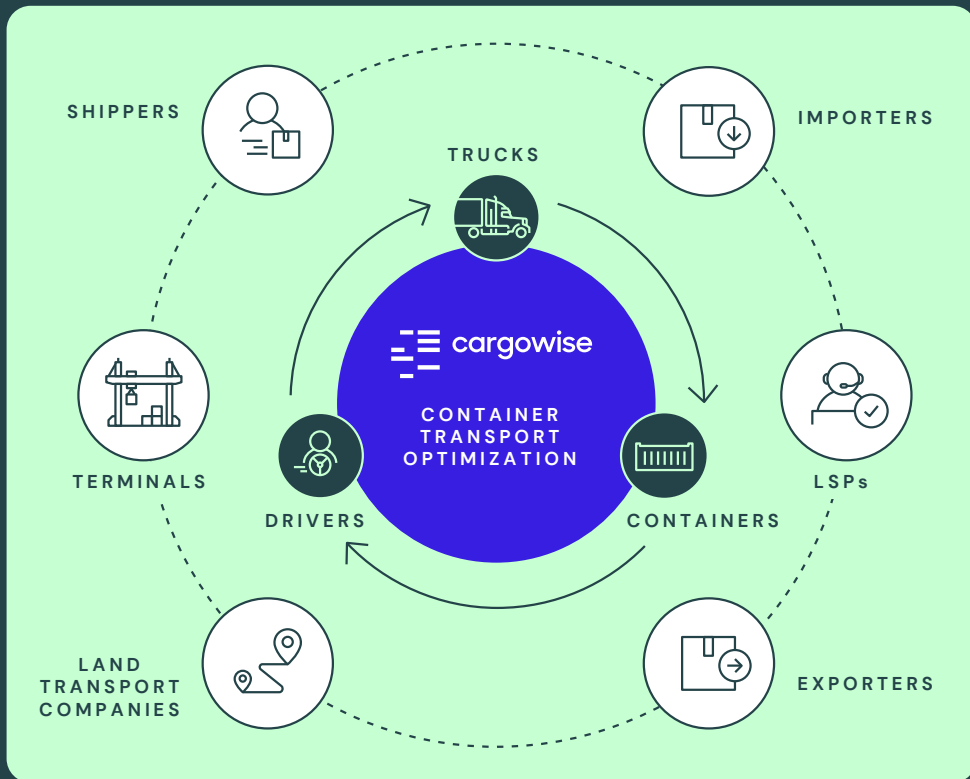 SHIPPERS
IMPORTERS
TRUCKS
cargowise
CONTAINER
TRANSPORT
OPTIMIZATION
TERMINALS
LSPs
DRIVERS
CONTAINERS
LAND
TRANSPORT
COMPANIES
EXPORTERS